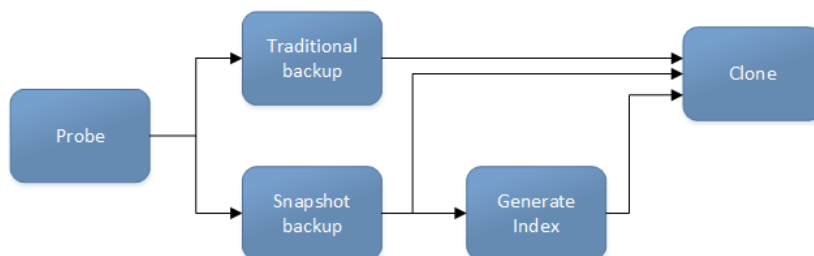 Probe
Traditional
backup
Snapshot
backup
Generate
Index
Clone